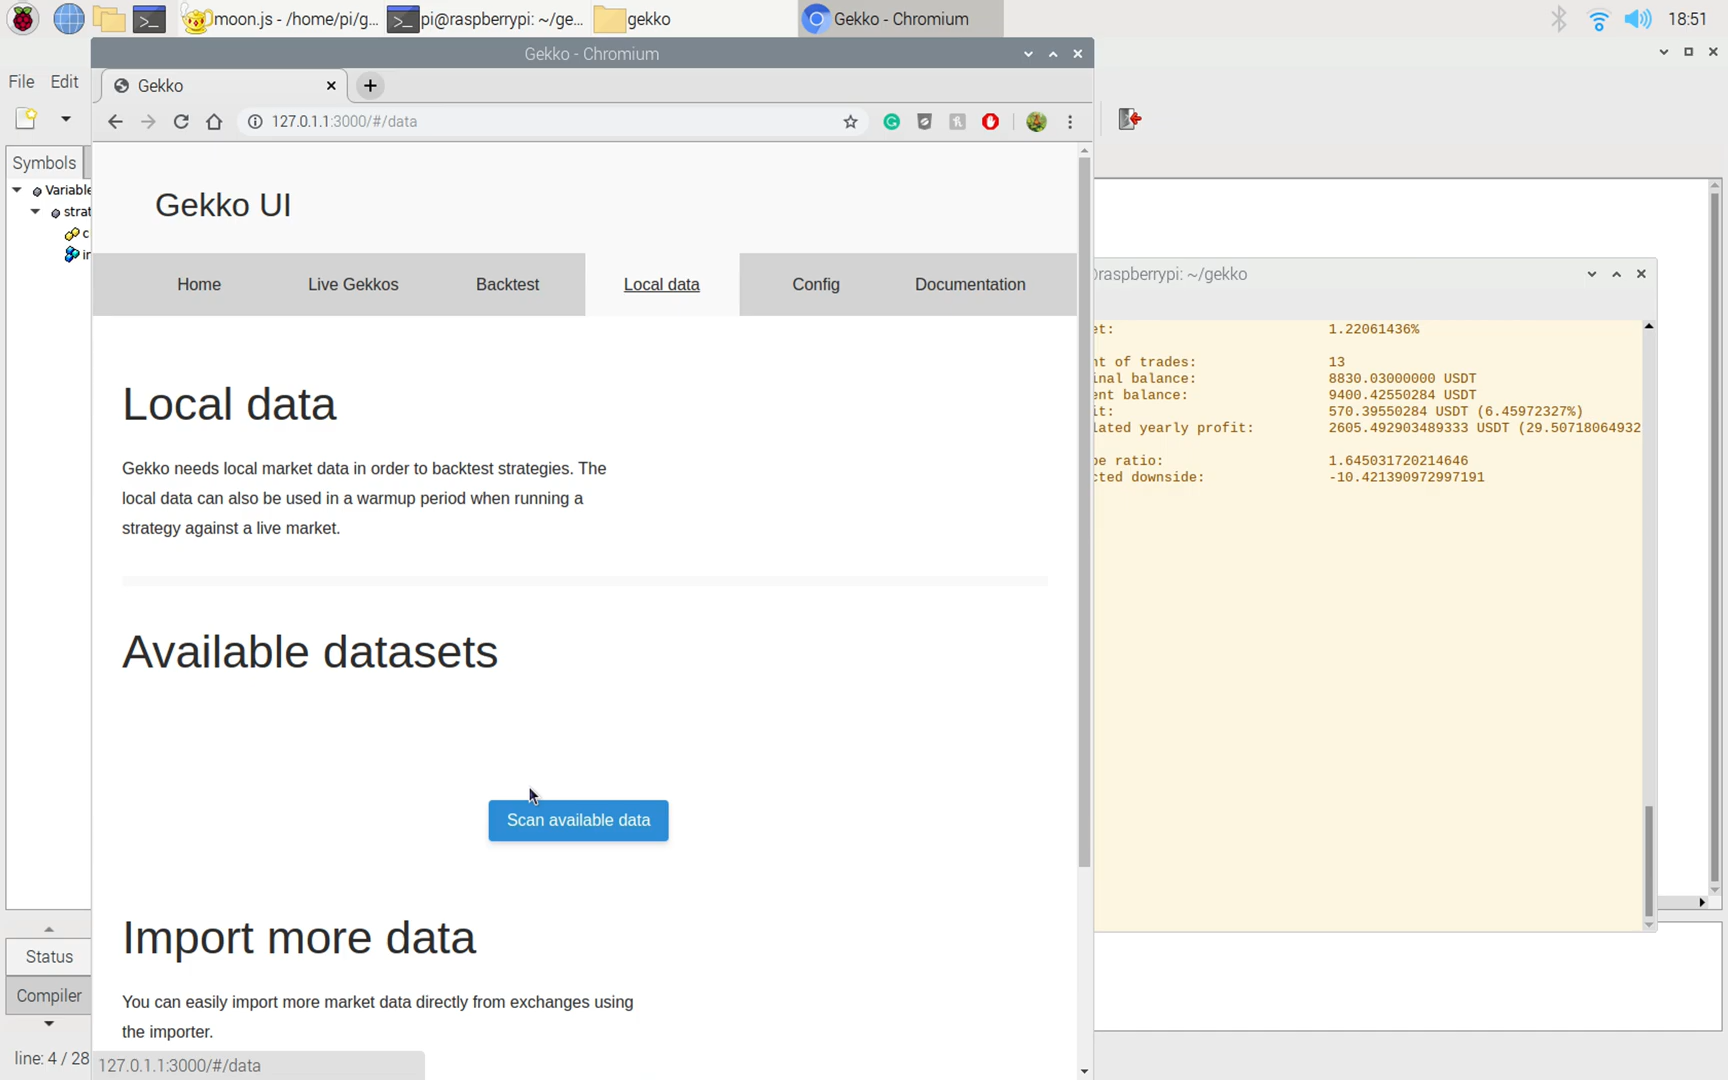 moon.js - /home/pi/g...
pi@raspberrypi: ~/ge...
gekko
Gekko - Chromium
18:51
Gekko - Chromium
File Edit
Gekko
127.0.1.1:3000/#/data
Symbols
Gekko UI
Home
Live Gekkos
Backtest
Local data
Config
Documentation
Local data
Gekko needs local market data in order to backtest strategies. The
local data can also be used in a warmup period when running a
strategy against a live market.
Available datasets
Scan available data
Import more data
You can easily import more market data directly from exchanges using
the importer.
127.0.1.1:3000/#/data
Variable
strat
c
in
raspberrypi: ~/gekko
et: 1.22061436%
nt of trades: 13
inal balance: 8830.03000000 USDT
ent balance: 9400.42550284 USDT
it: 570.39550284 USDT (6.45972327%)
lated yearly profit: 2605.492903489333 USDT (29.50718064932
pe ratio: 1.645031720214646
cted downside: -10.421390972997191
Status
Compiler
line: 4 / 28